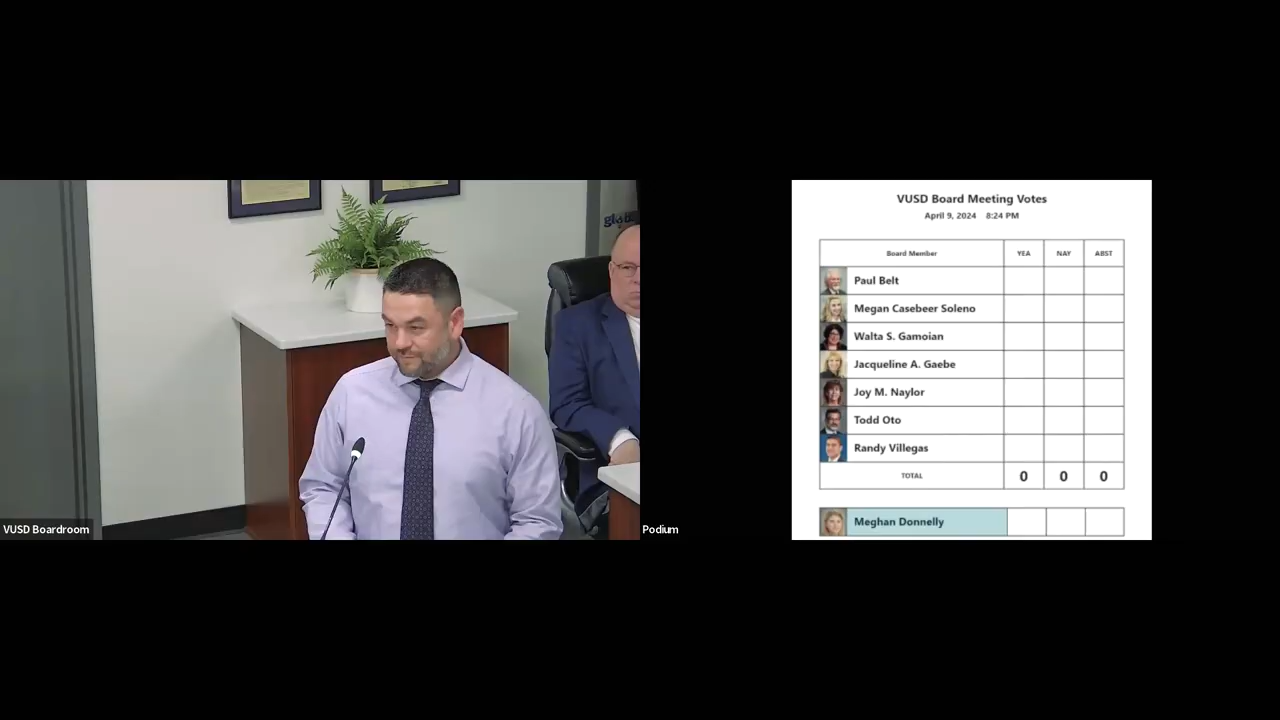 VUSD Board Meeting Votes
April 9, 2024 8:24 PM
Board Member YEA NAY ABST
Paul Belt
Megan Casebeer Soleno
Walta S. Gamoian
Jacqueline A. Gaebe
Joy M. Naylor
Todd Oto
Randy Villegas
TOTAL 0 0 0
Meghan Donnelly
VUSD Boardroom
Podium